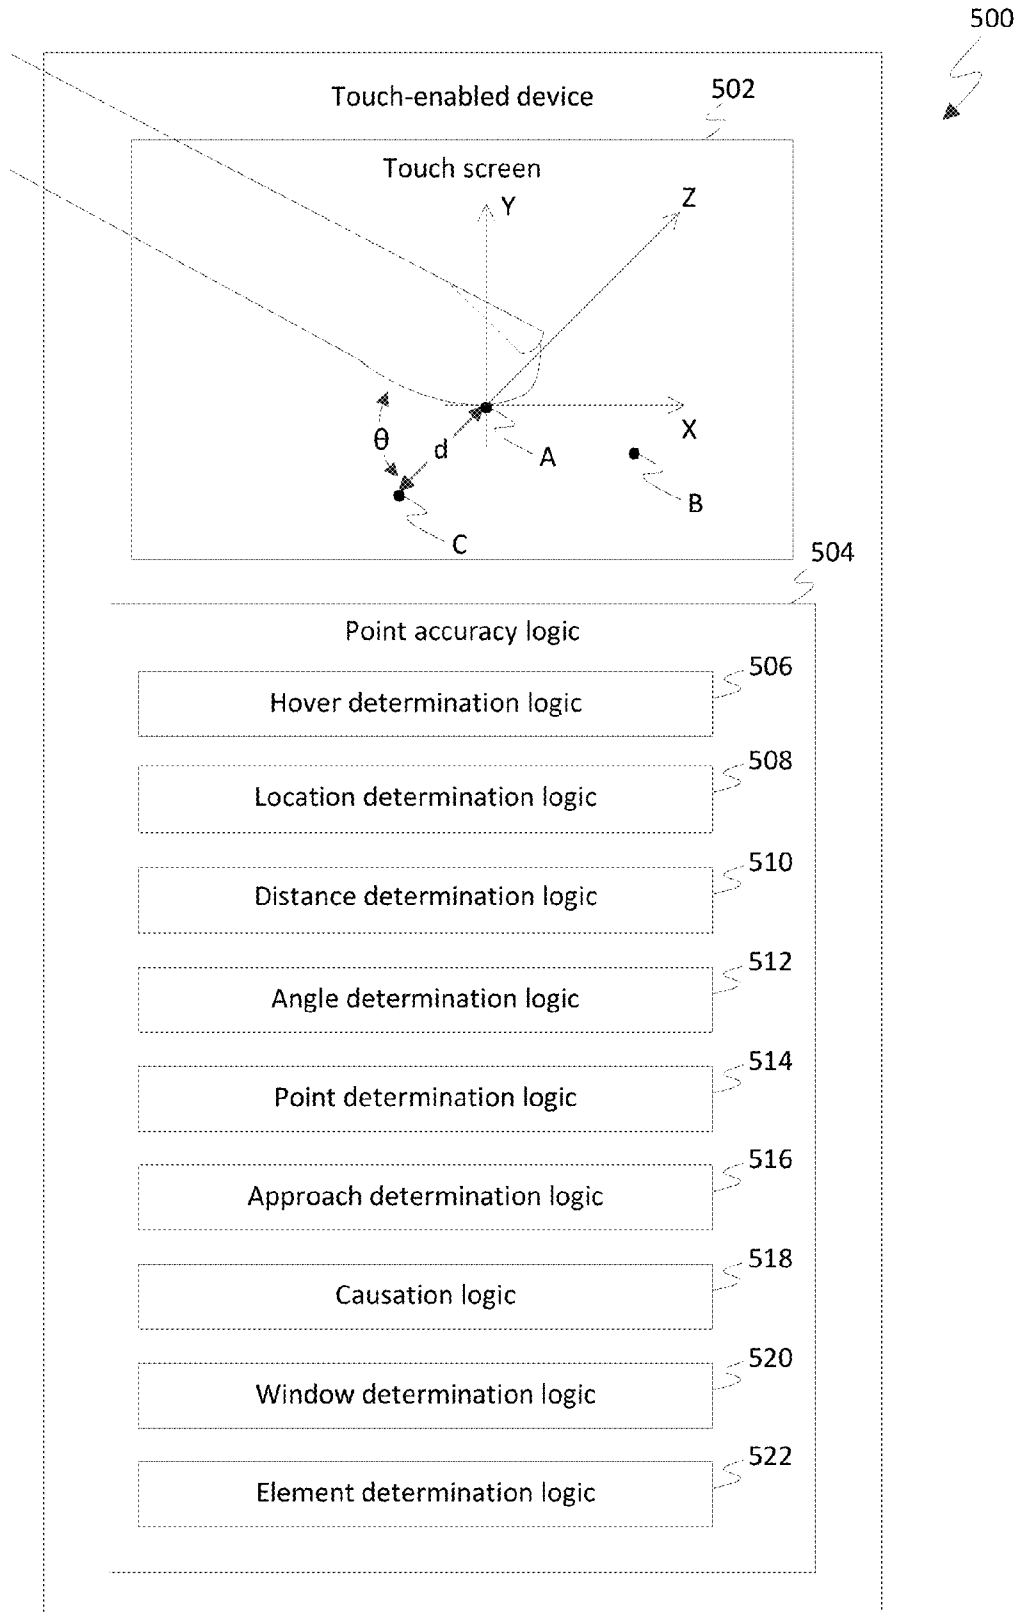 500
Touch-enabled device
502
Touch screen
Y
Z
X
θ
d
A
B
C
504
Point accuracy logic
506
Hover determination logic
508
Location determination logic
510
Distance determination logic
512
Angle determination logic
514
Point determination logic
516
Approach determination logic
518
Causation logic
520
Window determination logic
522
Element determination logic